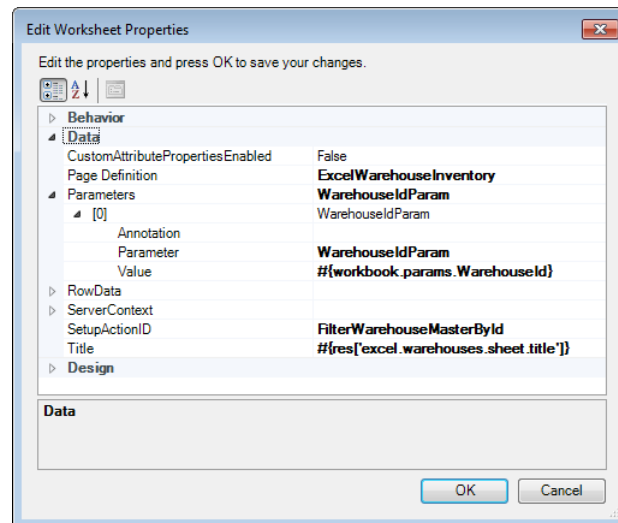 Edit Worksheet Properties
Edit the properties and press OK to save your changes.
Behavior
Data
CustomAttributePropertiesEnabled False
Page Definition ExcelWarehouseInventory
Parameters WarehouseIdParam
[0] WarehouseIdParam
Annotation
Parameter WarehouseIdParam
Value #{workbook.params.WarehouseId}
RowData
ServerContext
SetupActionID FilterWarehouseMasterById
Title #{res['excel.warehouses.sheet.title']}
Design
Data
OK Cancel